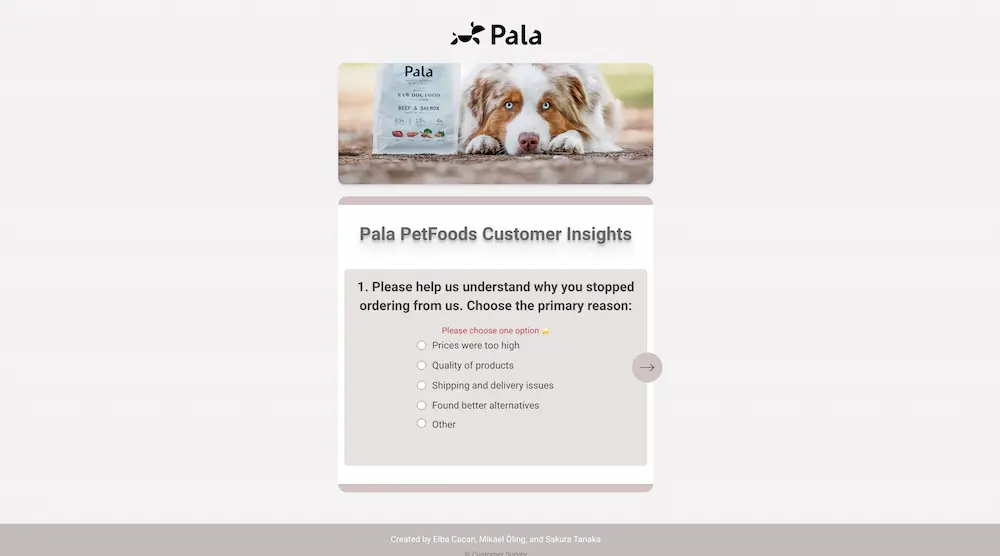 Pala
Pala
RAW DOG FOOD
BEEF & SALMON
Pala PetFoods Customer Insights
1. Please help us understand why you stopped
ordering from us. Choose the primary reason:
Please choose one option
Prices were too high
Quality of products
Shipping and delivery issues
Found better alternatives
Other
Created by Elba Cacan, Mikael Öling, and Sakura Tanaka
Customer Survey